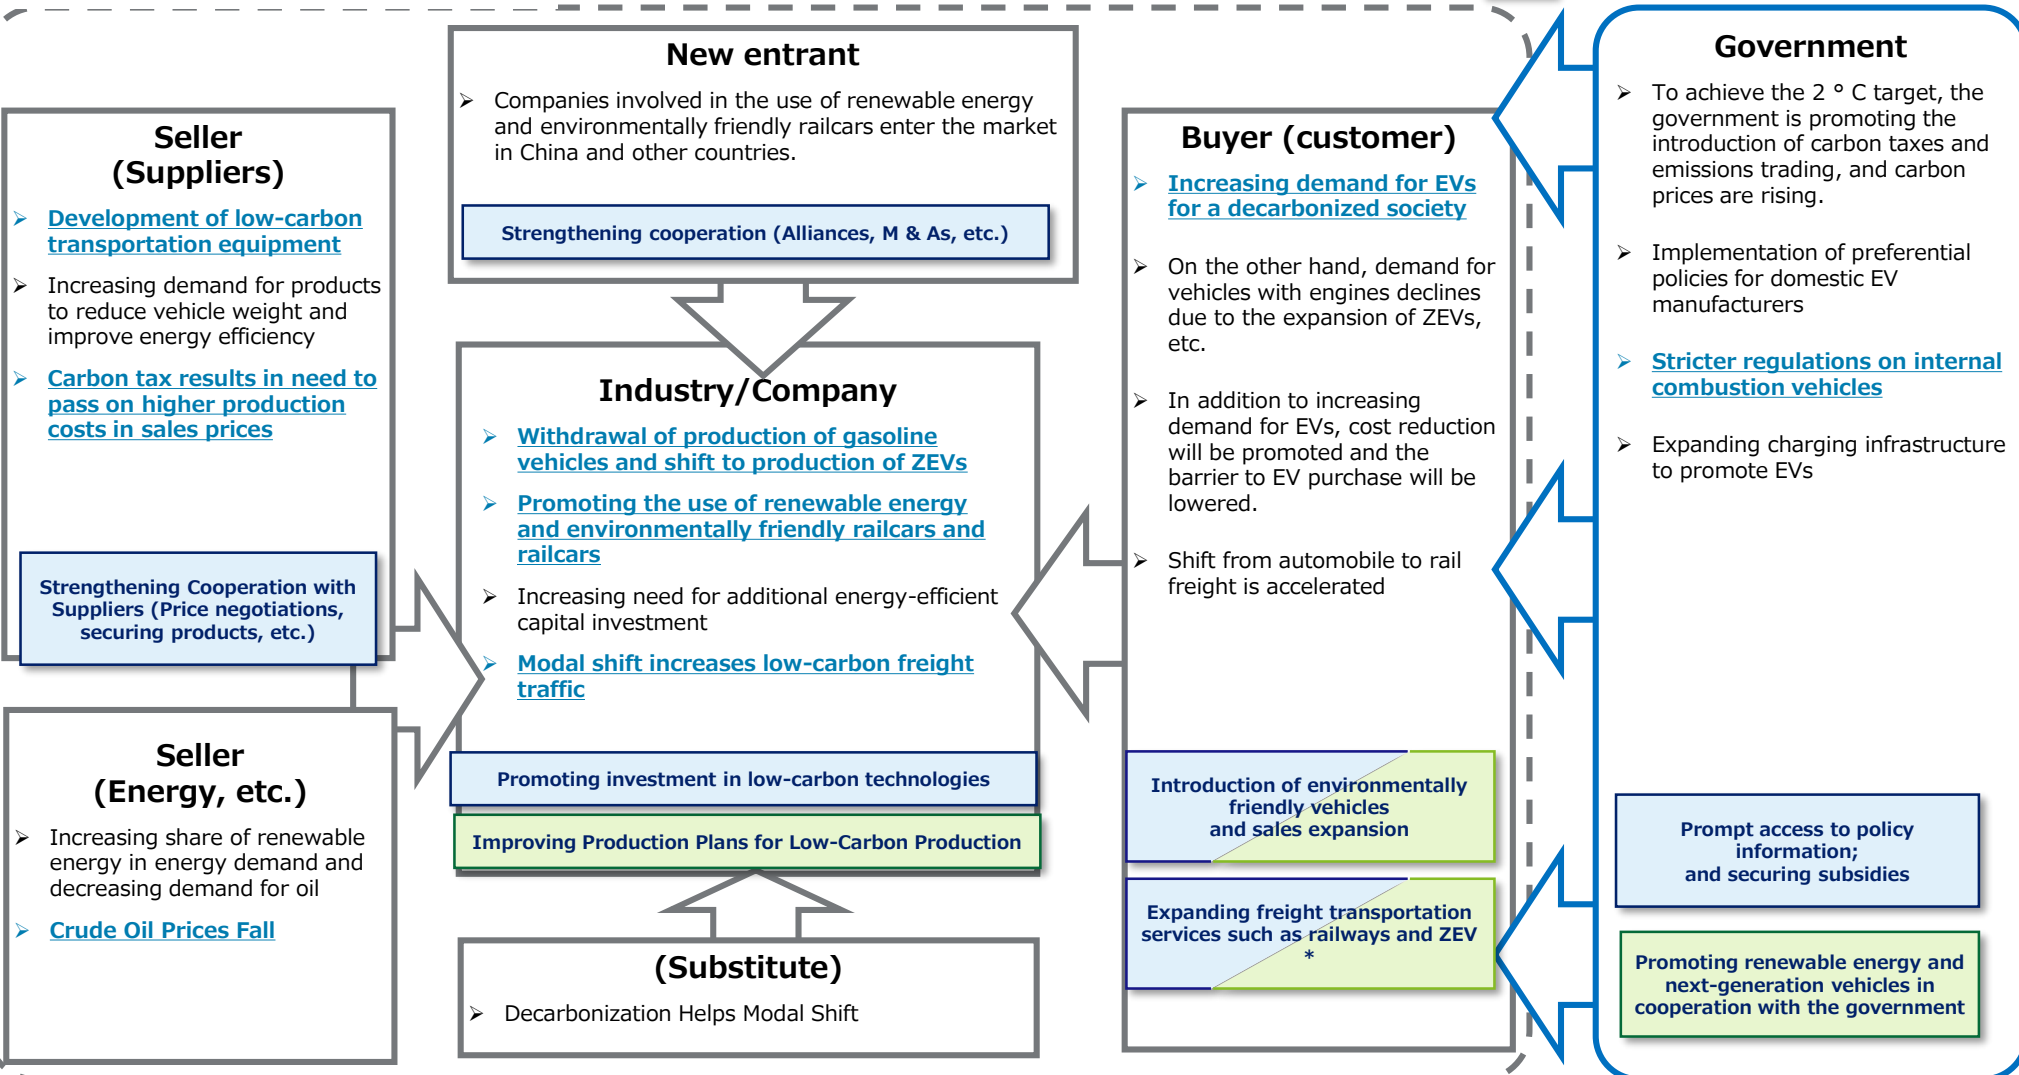 New entrant
➢ Companies involved in the use of renewable energy
and environmentally friendly railcars enter the market
in China and other countries.
Strengthening cooperation (Alliances, M & As, etc.)
Seller
(Suppliers)
➢ Development of low-carbon
transportation equipment
➢ Increasing demand for products
to reduce vehicle weight and
improve energy efficiency
➢ Carbon tax results in need to
pass on higher production
costs in sales prices
Strengthening Cooperation with
Suppliers (Price negotiations,
securing products, etc.)
Seller
(Energy, etc.)
➢ Increasing share of renewable
energy in energy demand and
decreasing demand for oil
➢ Crude Oil Prices Fall
Industry/Company
➢ Withdrawal of production of gasoline
vehicles and shift to production of ZEVs
➢ Promoting the use of renewable energy
and environmentally friendly railcars and
railcars
➢ Increasing need for additional energy-efficient
capital investment
➢ Modal shift increases low-carbon freight
traffic
Promoting investment in low-carbon technologies
Improving Production Plans for Low-Carbon Production
(Substitute)
➢ Decarbonization Helps Modal Shift
Buyer (customer)
➢ Increasing demand for EVs
for a decarbonized society
➢ On the other hand, demand for
vehicles with engines declines
due to the expansion of ZEVs,
etc.
➢ In addition to increasing
demand for EVs, cost reduction
will be promoted and the
barrier to EV purchase will be
lowered.
➢ Shift from automobile to rail
freight is accelerated
Introduction of environmentally
friendly vehicles
and sales expansion
Expanding freight transportation
services such as railways and ZEV
*
Government
➢ To achieve the 2 ° C target, the
government is promoting the
introduction of carbon taxes and
emissions trading, and carbon
prices are rising.
➢ Implementation of preferential
policies for domestic EV
manufacturers
➢ Stricter regulations on internal
combustion vehicles
➢ Expanding charging infrastructure
to promote EVs
Prompt access to policy
information;
and securing subsidies
Promoting renewable energy and
next-generation vehicles in
cooperation with the government